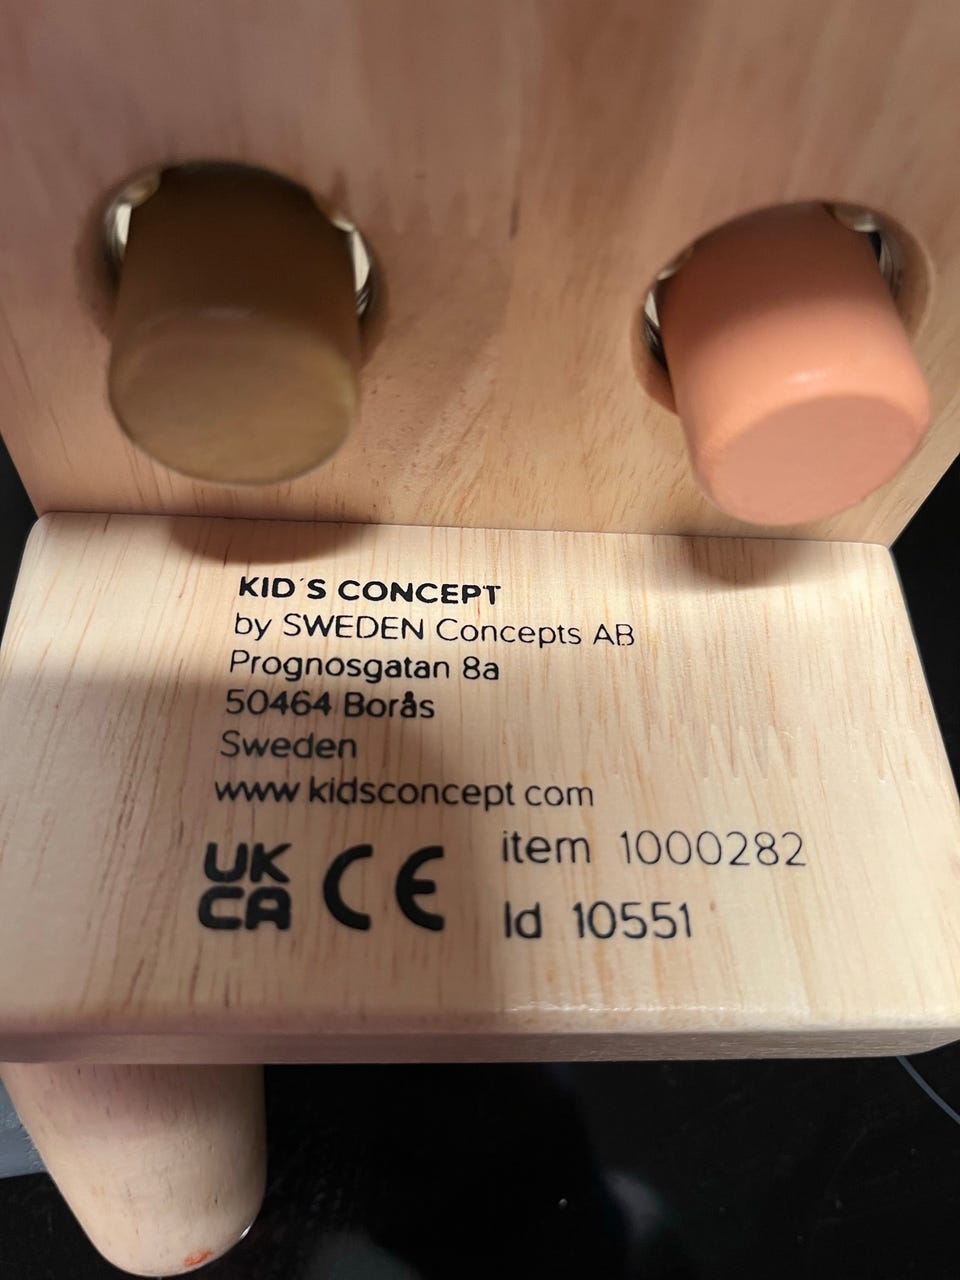 KID´S CONCEPT
by SWEDEN Concepts AB
Prognosgatan 8a
50464 Borås
Sweden
www.kidsconcept.com
UK
CA CE
item 1000282
Id 10551